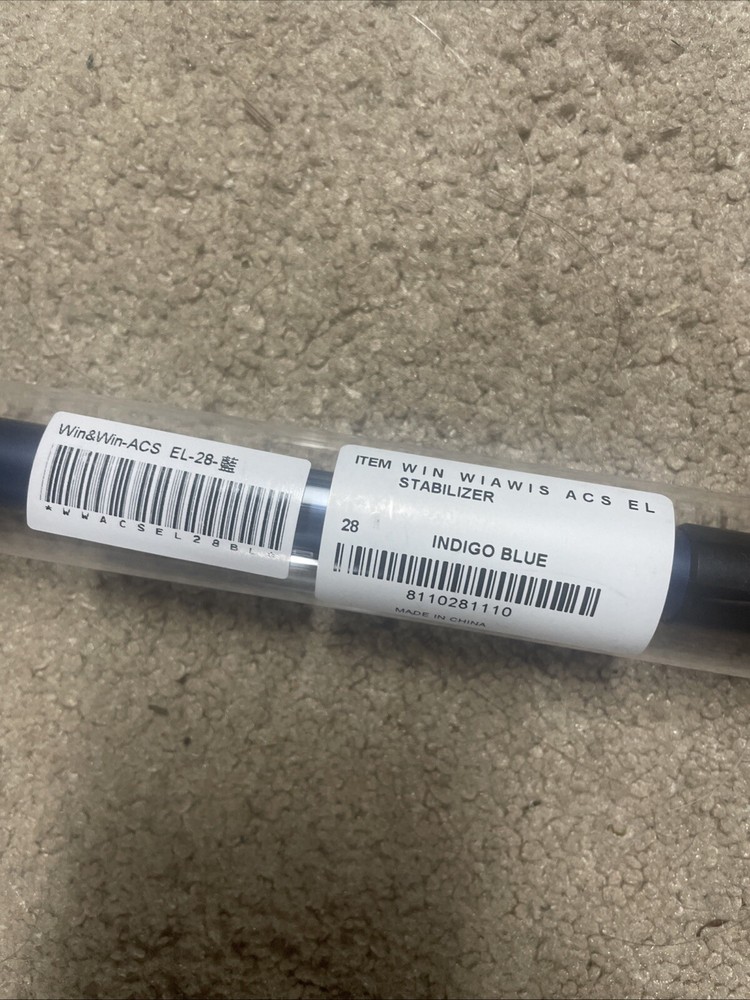 Win&Win-ACS EL-28-藍
*WWACSEL28BL
ITEM WIN WIAWIS ACS EL
STABILIZER
28
INDIGO BLUE
8110281110
MADE IN CHINA